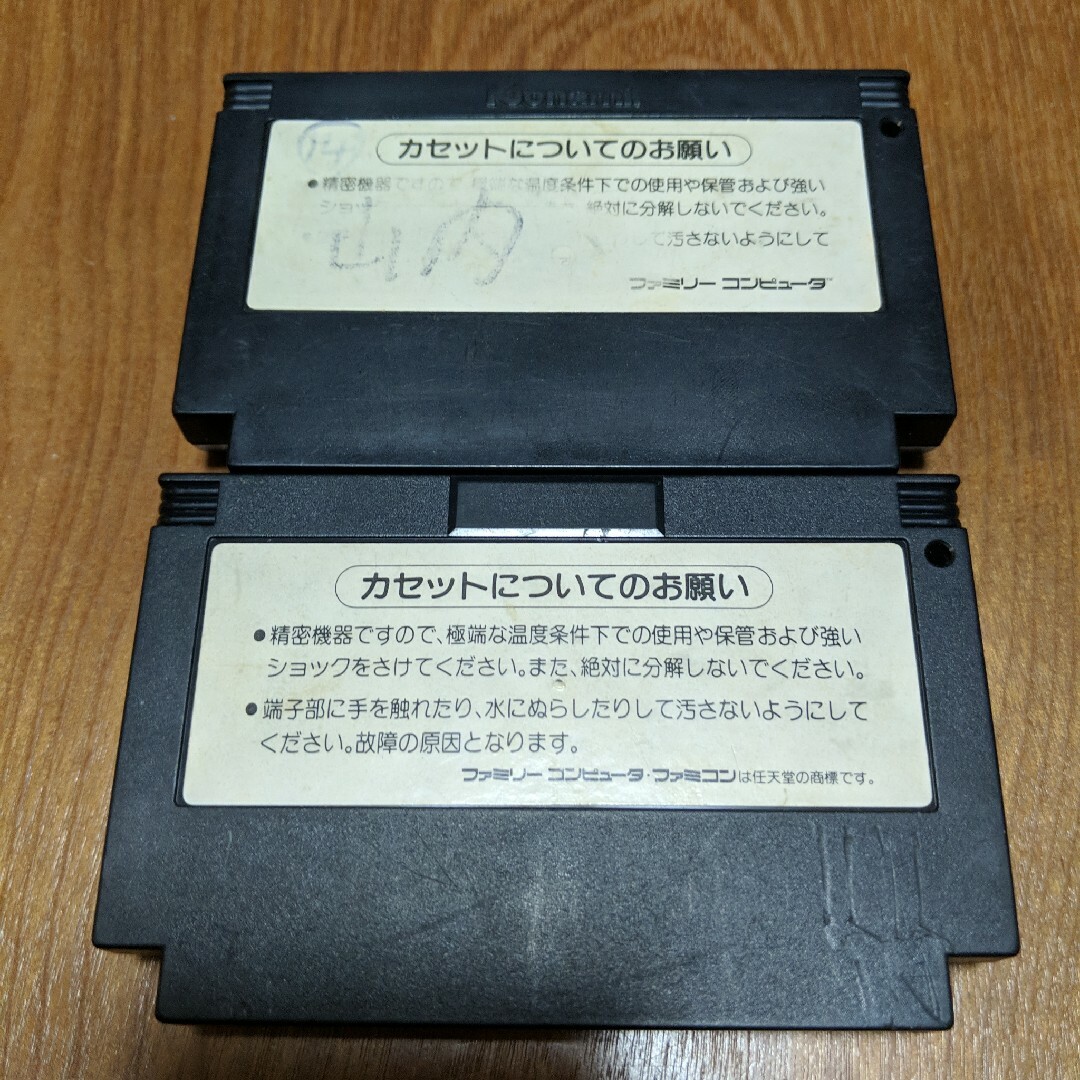 14
カセットについてのお願い
●精密機器ですので、極端な温度条件下での使用や保管および強い
ショッ 絶対に分解しないでください。
山内
して汚さないようにして
ファミリー コンピュータ
カセットについてのお願い
●精密機器ですので、極端な温度条件下での使用や保管および強い
ショックをさけてください。また、絶対に分解しないでください。
●端子部に手を触れたり、水にぬらしたりして汚さないようにして
ください。故障の原因となります。
ファミリー コンピュータ・ファミコンは任天堂の商標です。